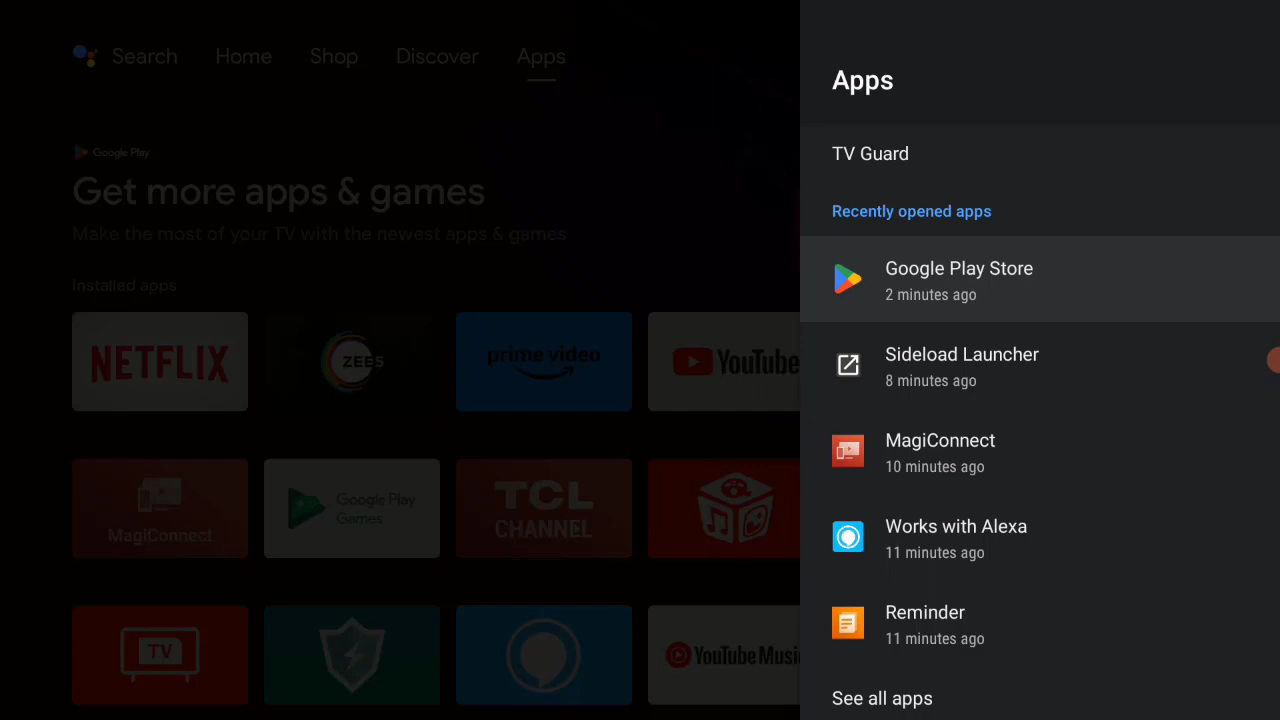 Search Home Shop Discover Apps
Google Play
Get more apps & games
Make the most of your TV with the newest apps & games
Installed apps
NETFLIX
ZEE5
prime video
YouTube
MagiConnect
Google Play
Games
TCL
CHANNEL
TV
YouTube Music
Apps
TV Guard
Recently opened apps
Google Play Store
2 minutes ago
Sideload Launcher
8 minutes ago
MagiConnect
10 minutes ago
Works with Alexa
11 minutes ago
Reminder
11 minutes ago
See all apps